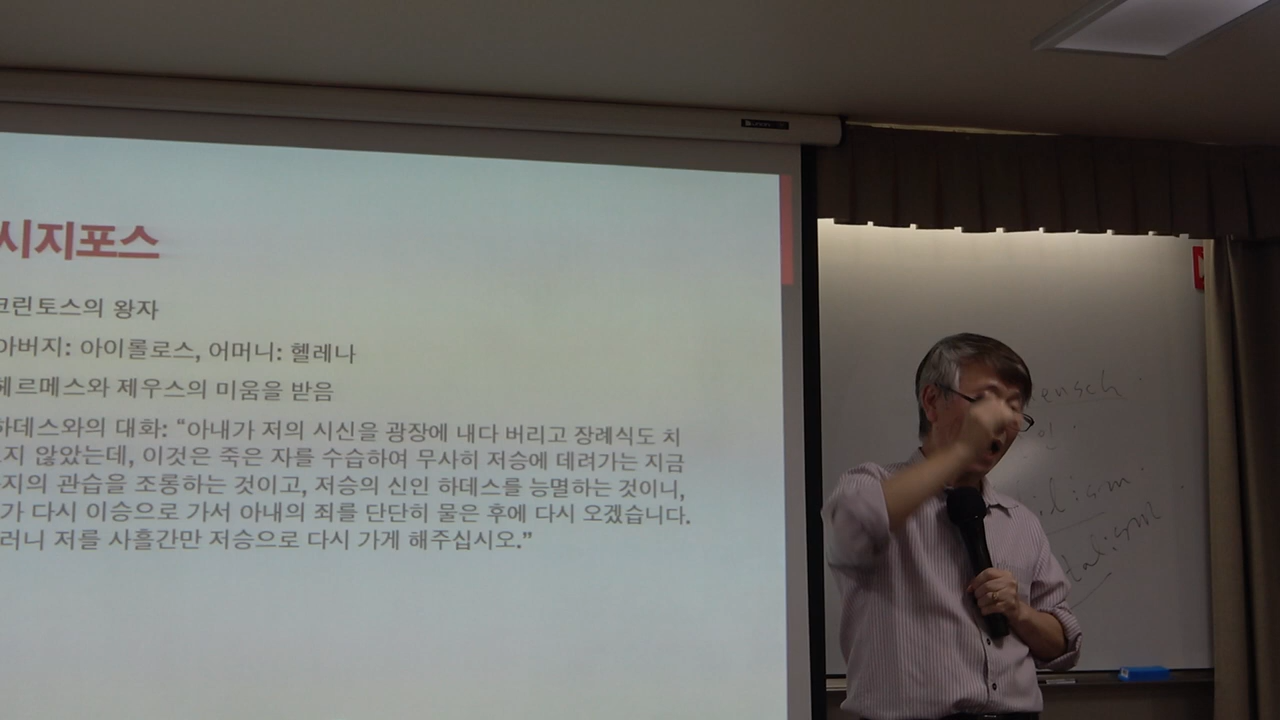 시지포스
코린토스의 왕자
아버지: 아이롤로스, 어머니: 헬레나
헤르메스와 제우스의 미움을 받음
하데스와의 대화: “아내가 저의 시신을 광장에 내다 버리고 장례식도 치
지 않았는데, 이것은 죽은 자를 수습하여 무사히 저승에 데려가는 지금
지의 관습을 조롱하는 것이고, 저승의 신인 하데스를 능멸하는 것이니,
가 다시 이승으로 가서 아내의 죄를 단단히 물은 후에 다시 오겠습니다.
러니 저를 사흘간만 저승으로 다시 가게 해주십시오.”
ensch